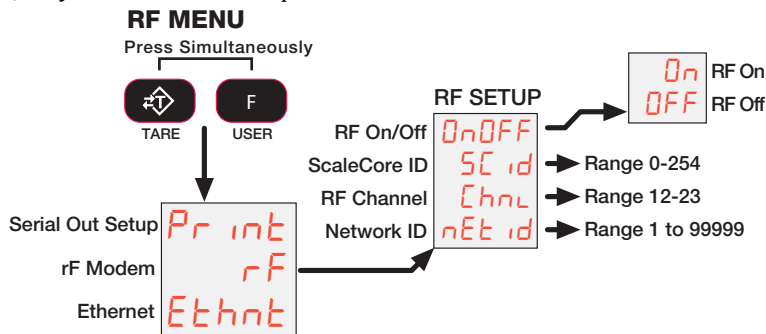 RF MENU
Press Simultaneously
T
F
TARE
USER
Serial Out Setup Pr int
rF Modem rF
Ethernet Ethnt
RF SETUP
RF On/Off OnOFF
ScaleCore ID SC id
RF Channel ChnL
Network ID nEt id
On RF On
OFF RF Off
Range 0-254
Range 12-23
Range 1 to 99999